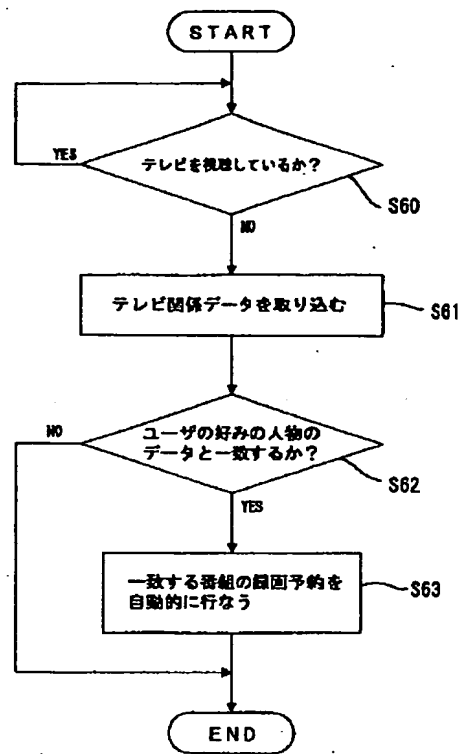 START
YES
テレビを視聴しているか?
S60
NO
テレビ関係データを取り込む
S61
NO
ユーザの好みの人物の
データと一致するか?
S62
YES
一致する番組の録画予約を
自動的に行なう
S63
END